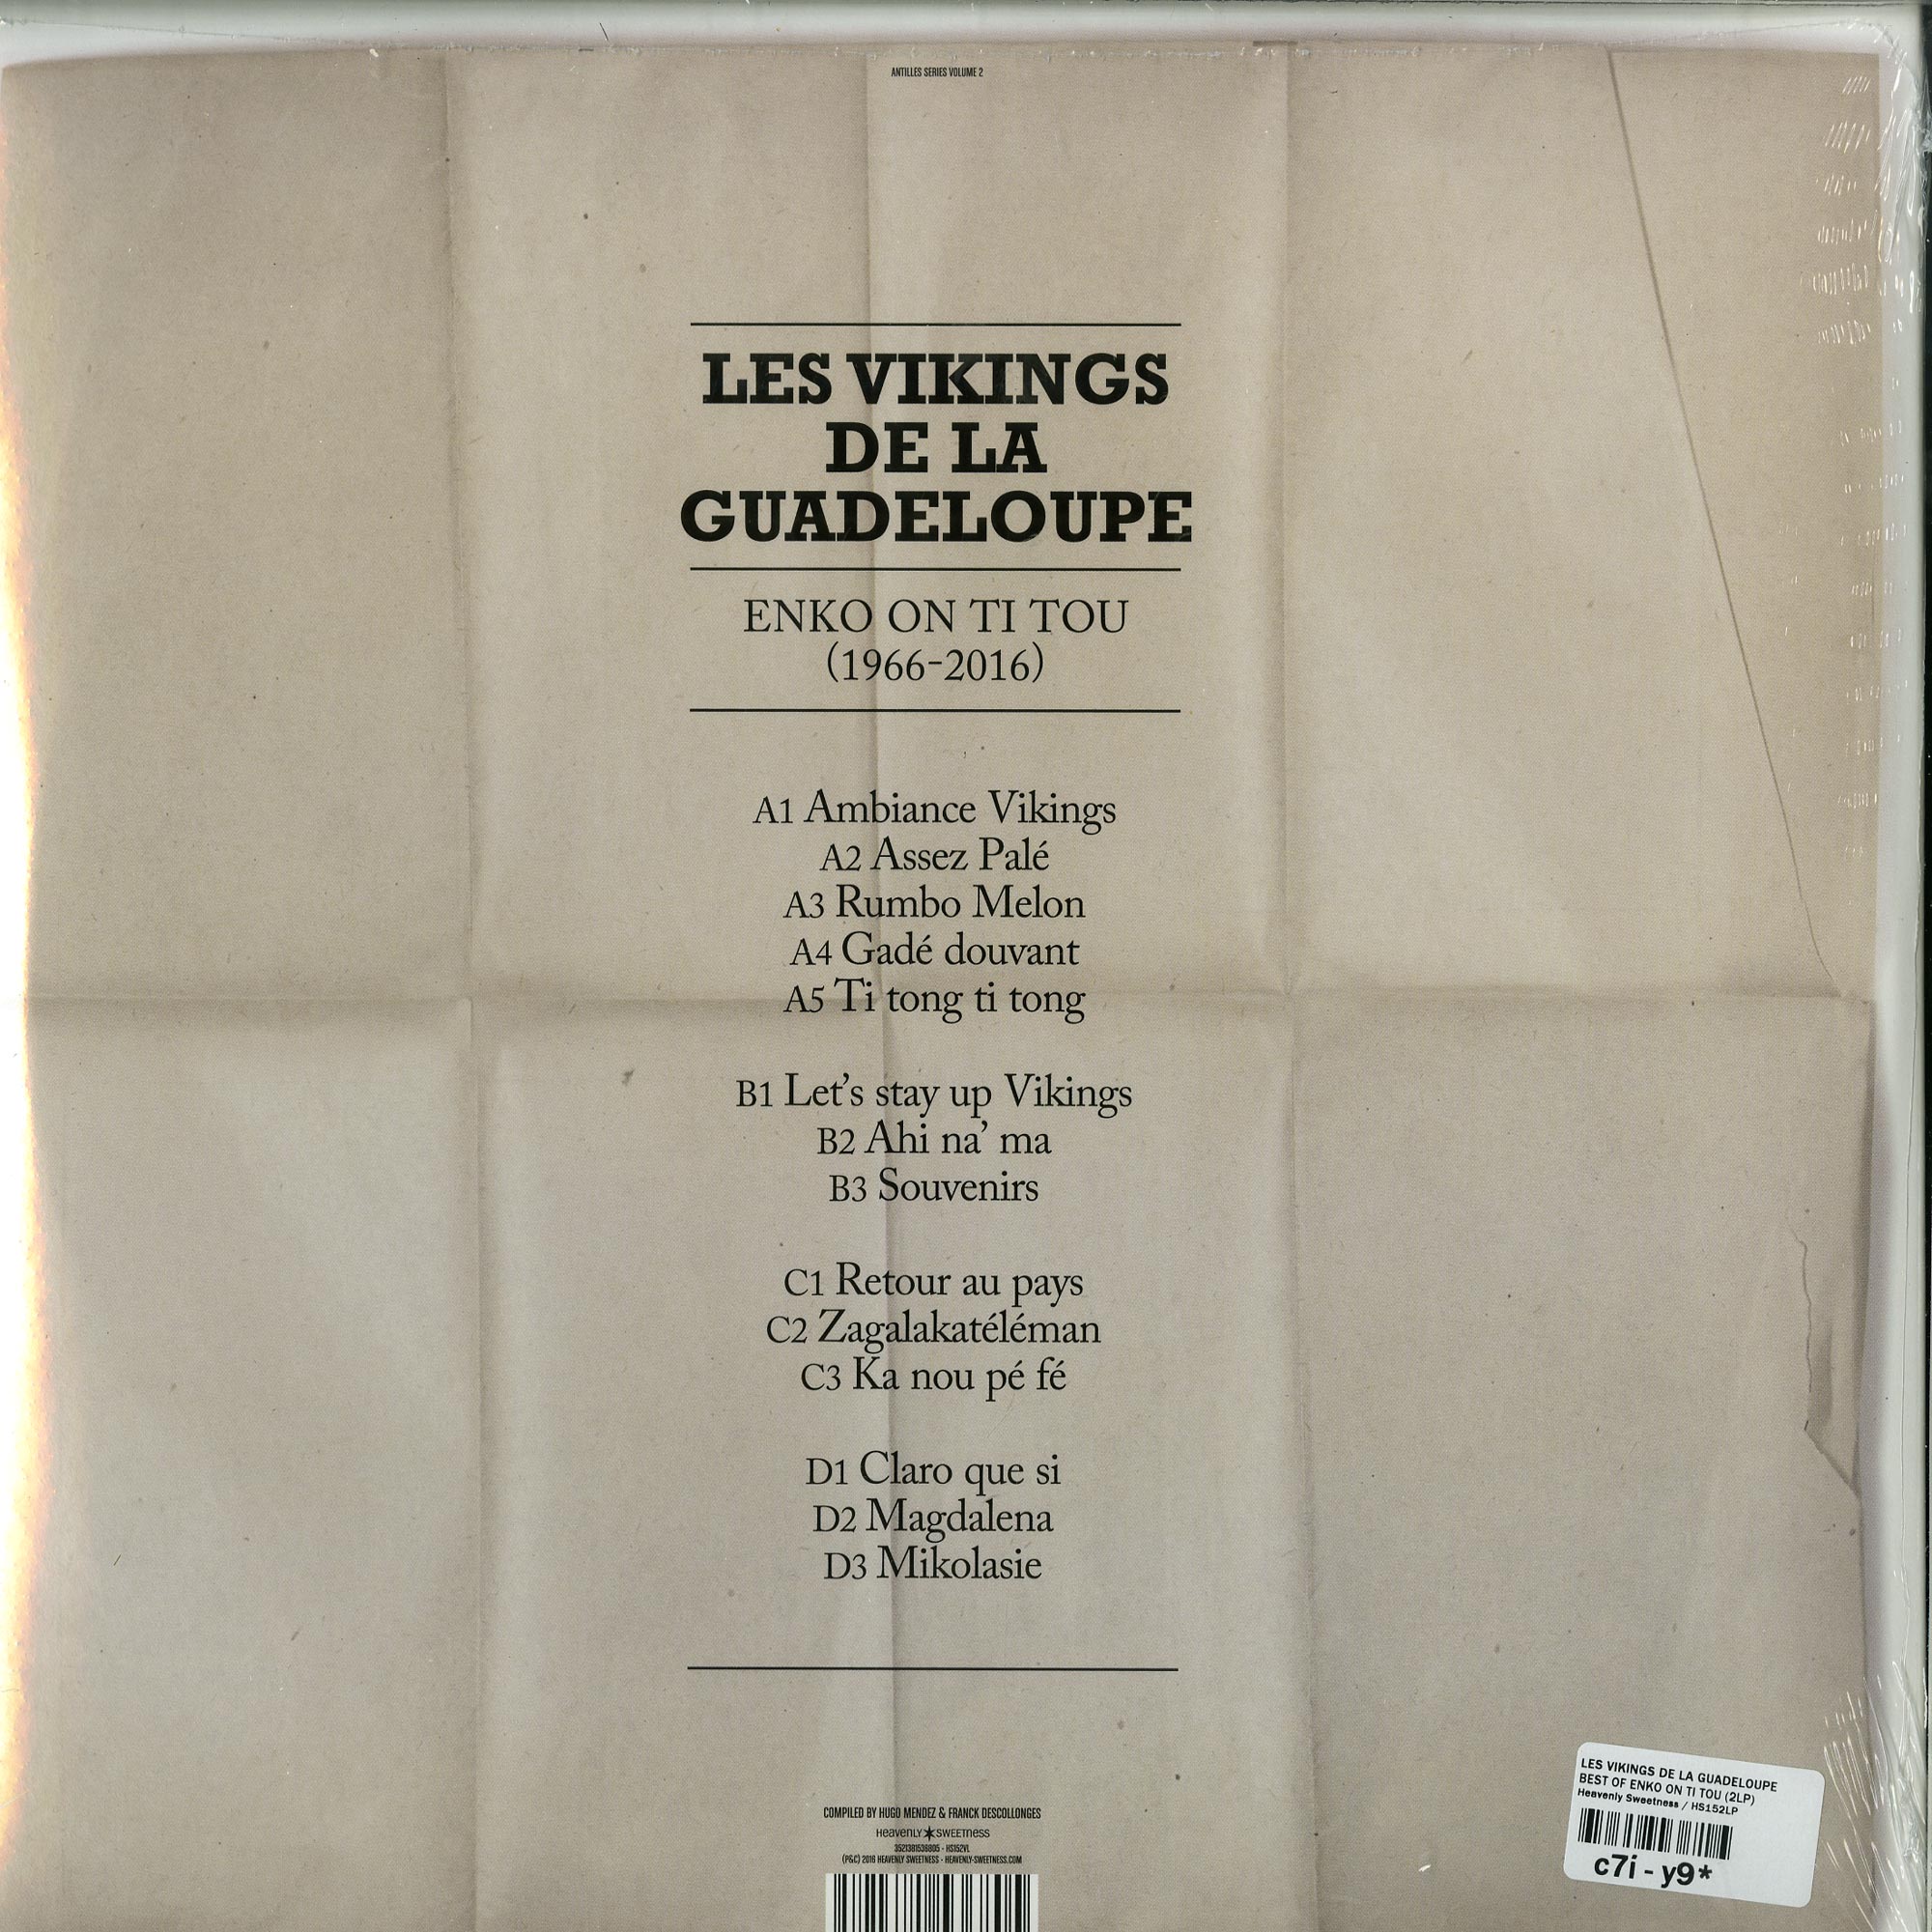 ANTILLES SERIES VOLUME 2
LES VIKINGS
DE LA
GUADELOUPE
ENKO ON TI TOU
(1966-2016)
A1 Ambiance Vikings
A2 Assez Palé
A3 Rumbo Melon
A4 Gadé douvant
A5 Ti tong ti tong
B1 Let’s stay up Vikings
B2 Ahi na’ ma
B3 Souvenirs
C1 Retour au pays
C2 Zagalakatéléman
C3 Ka nou pé fé
D1 Claro que si
D2 Magdalena
D3 Mikolasie
COMPILED BY HUGO MENDEZ & FRANCK DESCOLLONGES
HEAVENLY SWEETNESS
3521381536805 - HS152VL
(P&C) 2016 HEAVENLY SWEETNESS - HEAVENLY-SWEETNESS.COM
LES VIKINGS DE LA GUADELOUPE
BEST OF ENKO ON TI TOU (2LP)
Heavenly Sweetness / HS152LP
c7i - y9*